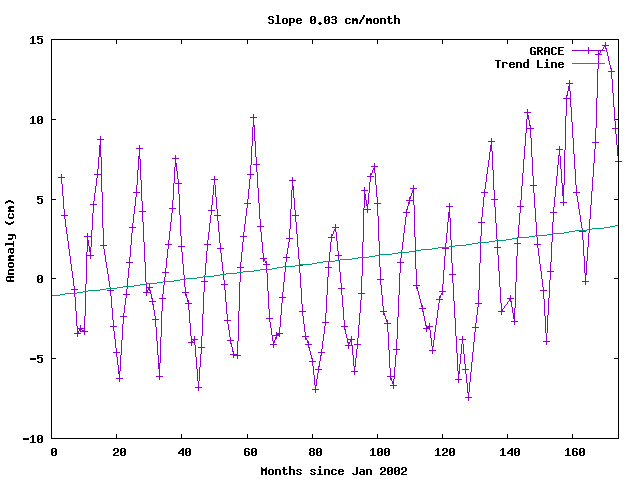 Slope 0.03 cm/month
GRACE
Trend Line
15
10
5
0
-5
-10
Anomaly (cm)
0 20 40 60 80 100 120 140 160
Months since Jan 2002